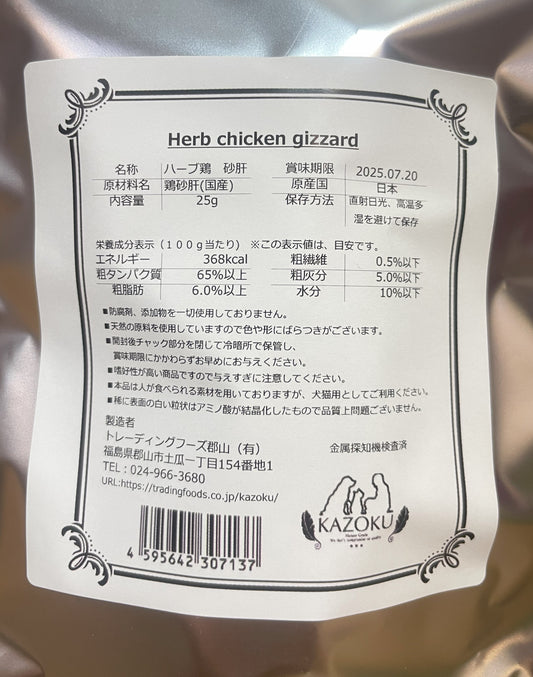 Herb chicken gizzard
名称 ハーブ鶏 砂肝 賞味期限 2025.07.20
原材料名 鶏砂肝(国産) 原産国 日本
内容量 25g 保存方法 直射日光、高温多
湿を避けて保存
栄養成分表示(100g当たり) ※この表示値は、目安です。
エネルギー 368kcal 粗繊維 0.5%以下
粗タンパク質 65%以上 粗灰分 5.0%以下
粗脂肪 6.0%以上 水分 10%以下
■防腐剤、添加物を一切使用しておりません。
■天然の原料を使用していますので色や形にばらつきがございます。
■開封後チャック部分を閉じて冷暗所で保管し、
賞味期限にかかわらずお早めにお与えください。
■嗜好性が高い商品ですので与えすぎに注意してください。
■本品は人が食べられる素材を用いておりますが、犬猫用としてご利用ください。
■稀に表面の白い粒状はアミノ酸が結晶化したもので品質上問題ございません。
製造者
トレーディングフーズ郡山(有) 金属探知機検査済
福島県郡山市土瓜一丁目154番地1
TEL:024-966-3680
URL:https://tradingfoods.co.jp/kazoku/
KAZOKU
4 595642 307137